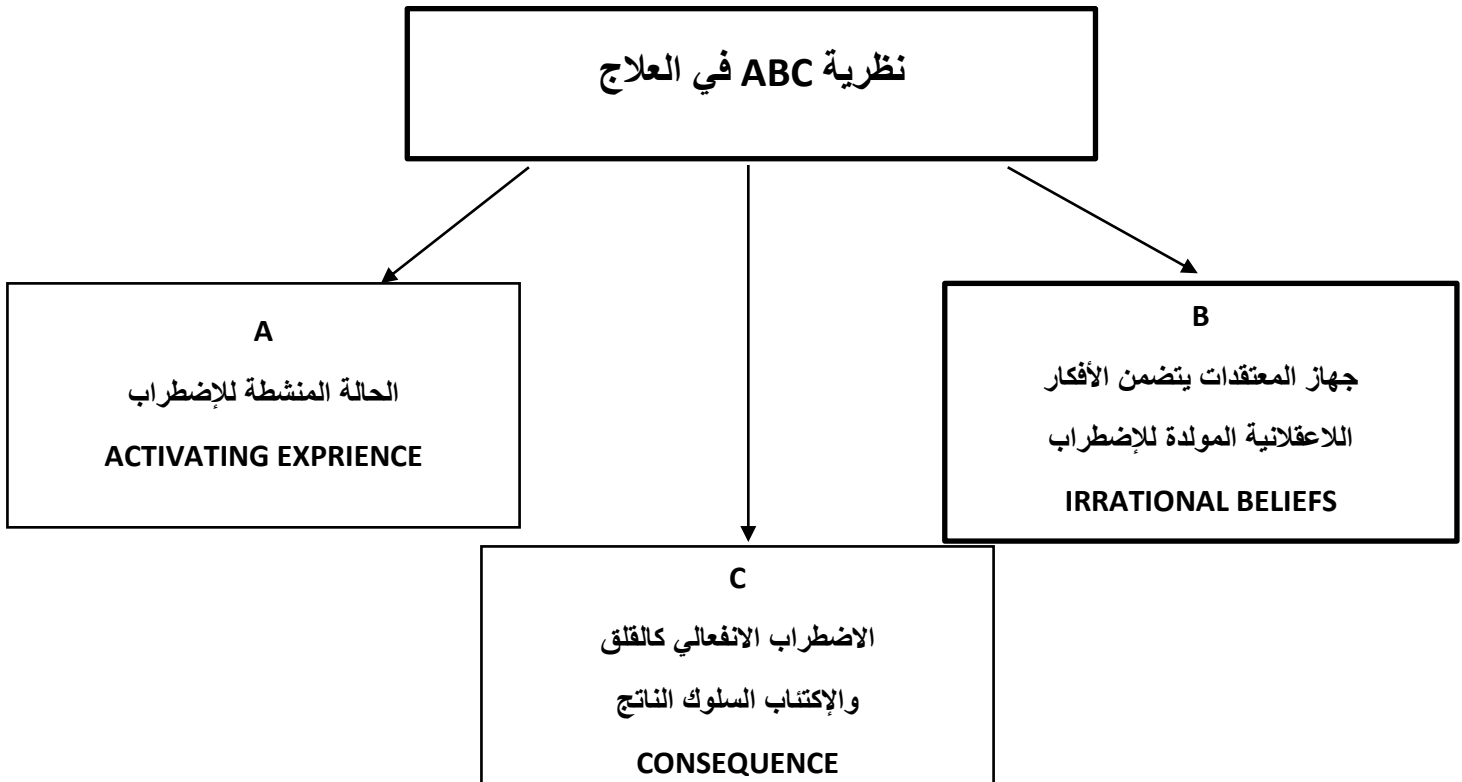 نظرية ABC في العلاج
A
الحالة المنشطة للإضطراب
ACTIVATING EXPRIENCE
B
جهاز المعتقدات يتضمن الأفكار
اللاعقلانية المولدة للإضطراب
IRRATIONAL BELIEFS
C
الاضطراب الانفعالي كالقلق
والإكتئاب السلوك الناتج
CONSEQUENCE